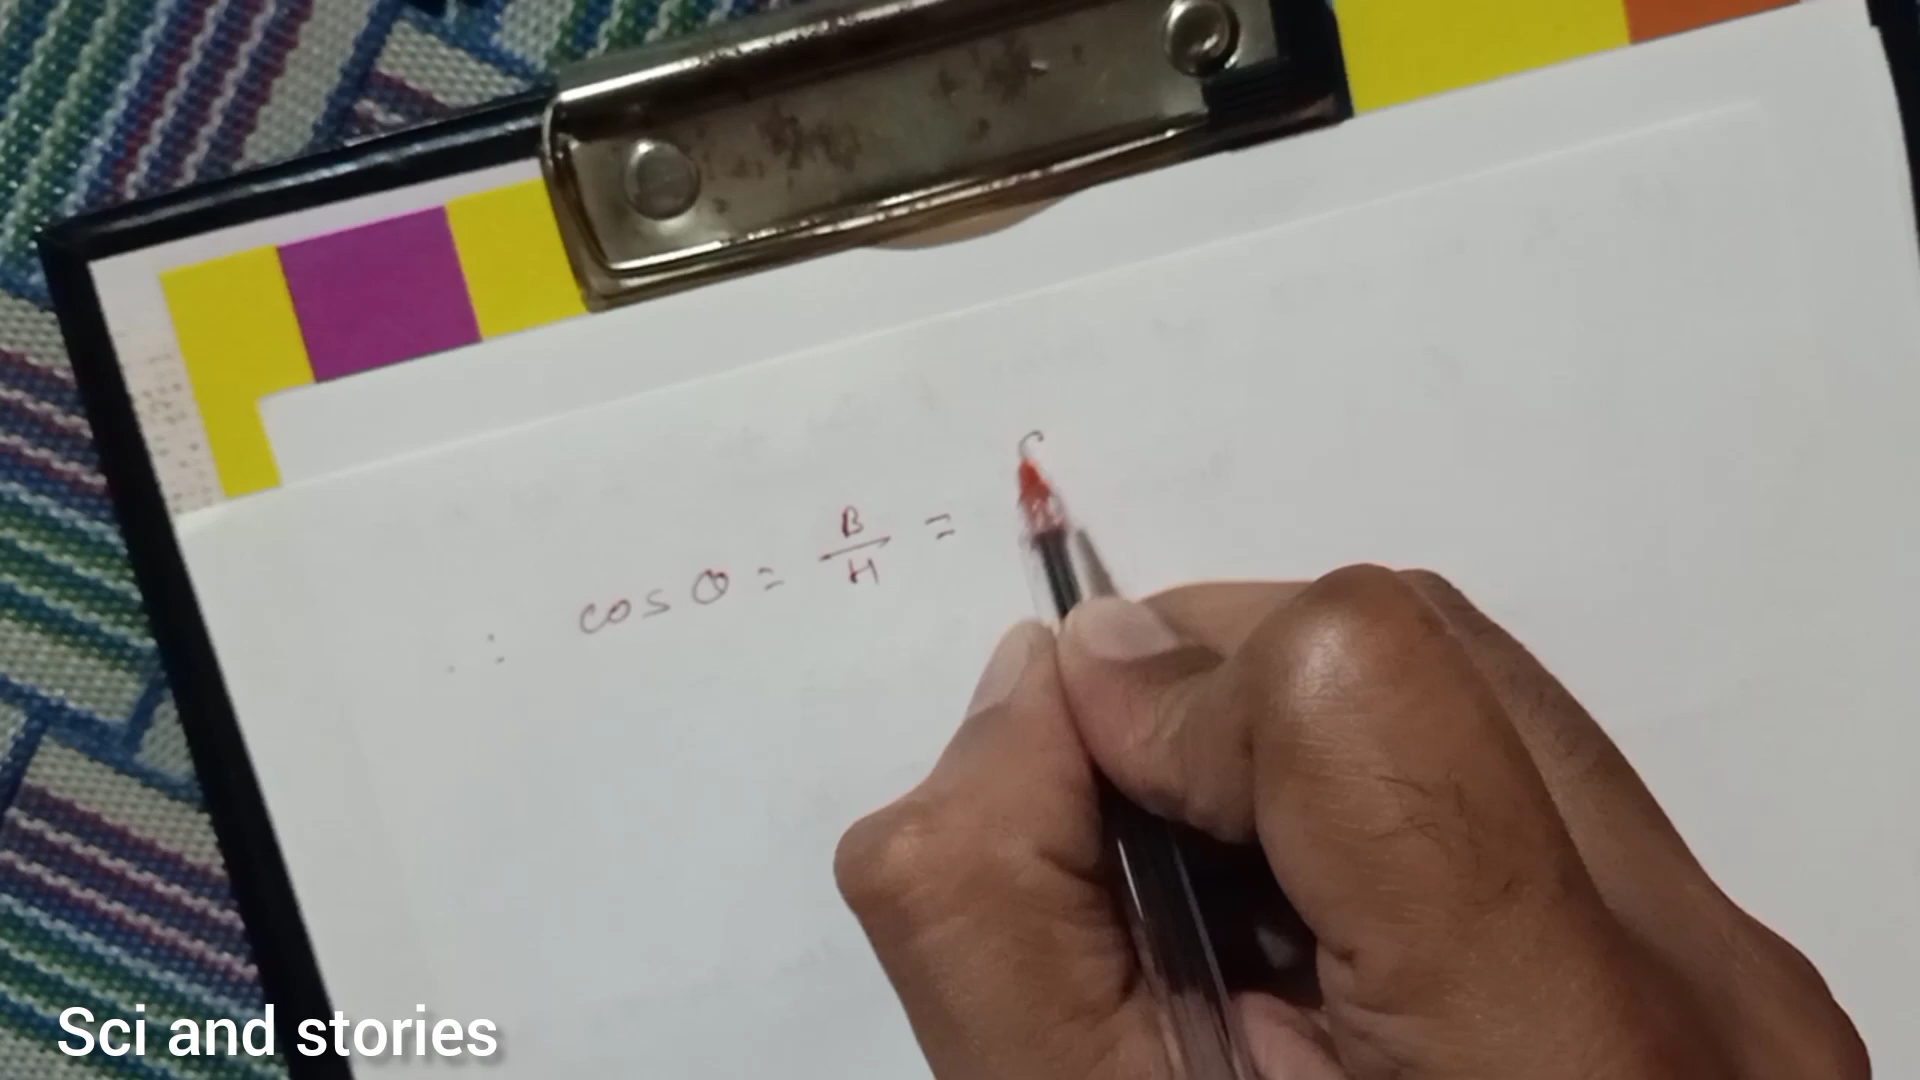 ∴ cos θ = B/H =
Sci and stories